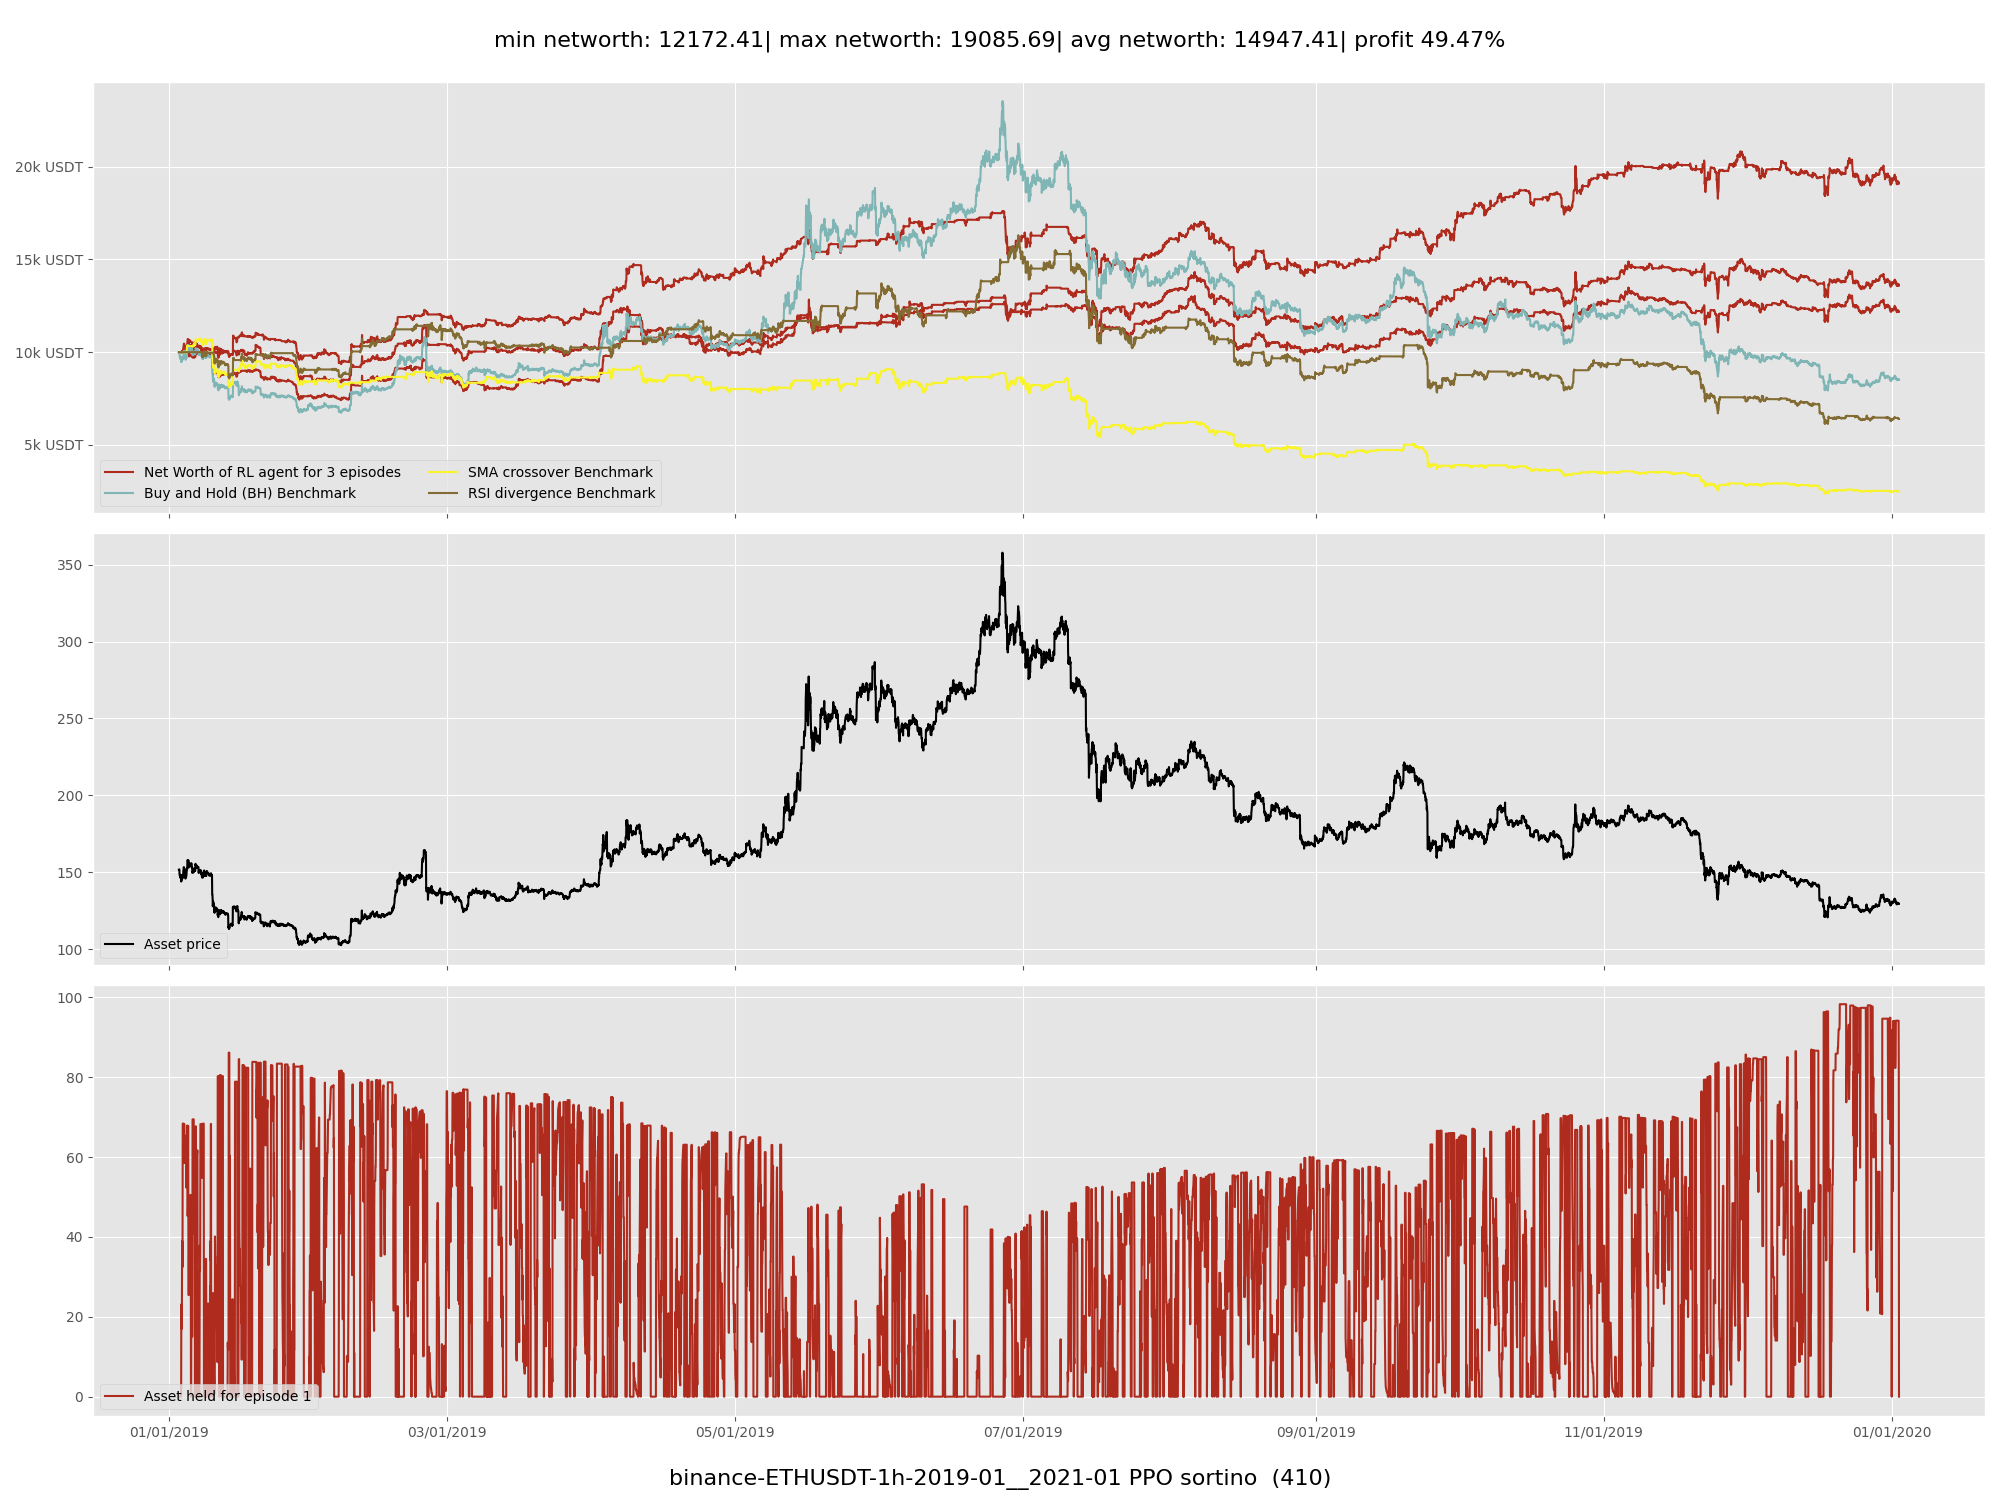 min networth: 12172.41| max networth: 19085.69| avg networth: 14947.41| profit 49.47%
20k USDT
15k USDT
10k USDT
5k USDT
Net Worth of RL agent for 3 episodes
Buy and Hold (BH) Benchmark
SMA crossover Benchmark
RSI divergence Benchmark
350
300
250
200
150
100
Asset price
100
80
60
40
20
0
Asset held for episode 1
01/01/2019 03/01/2019 05/01/2019 07/01/2019 09/01/2019 11/01/2019 01/01/2020
binance-ETHUSDT-1h-2019-01__2021-01 PPO sortino (410)